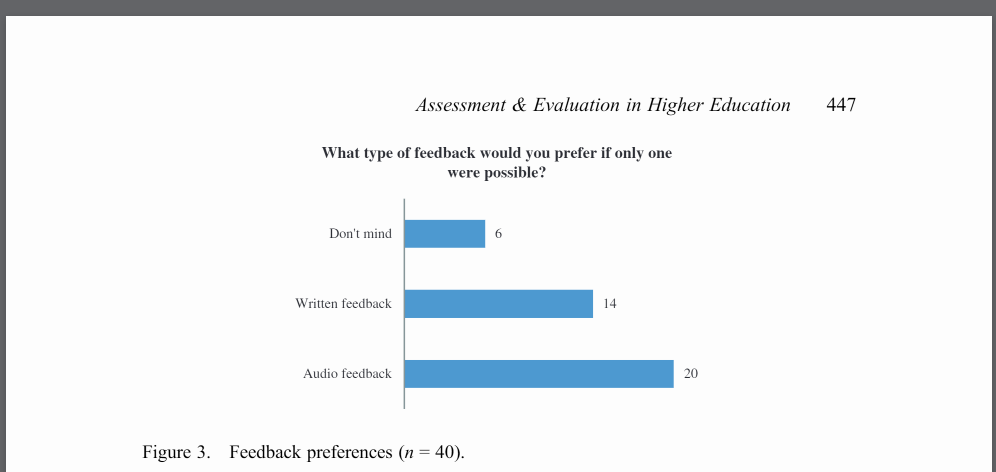 Assessment & Evaluation in Higher Education 447
What type of feedback would you prefer if only one
were possible?
Don't mind 6
Written feedback 14
Audio feedback 20
Figure 3. Feedback preferences (n = 40).